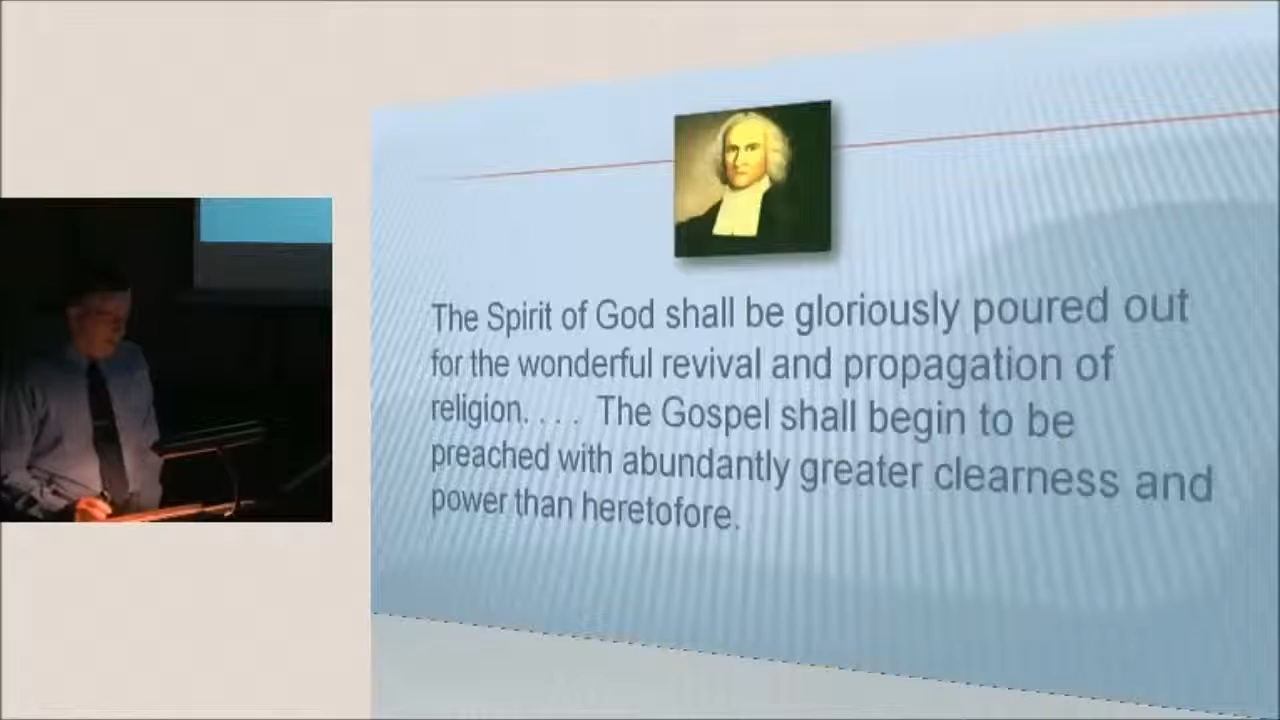 The Spirit of God shall be gloriously poured out
for the wonderful revival and propagation of
religion. . . .  The Gospel shall begin to be
preached with abundantly greater clearness and
power than heretofore.